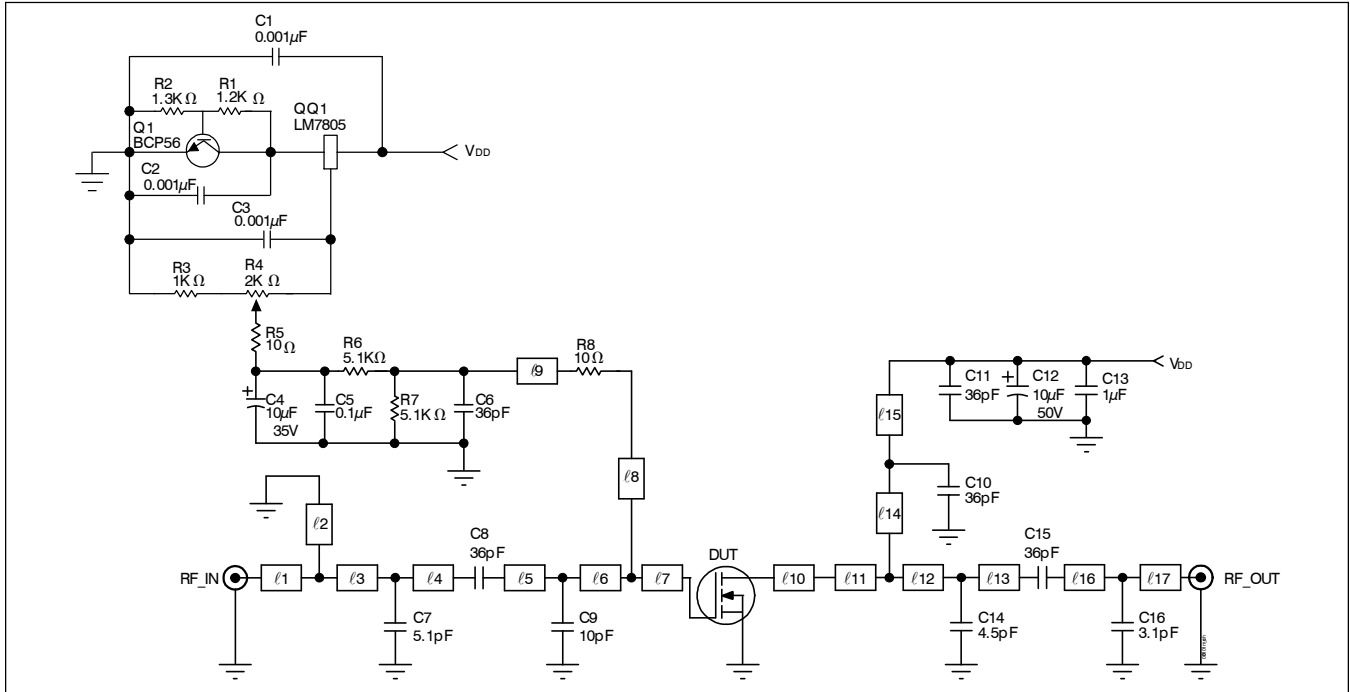 C1
0.001µF
R2
1.3K Ω
R1
1.2K Ω
QQ1
LM7805
Q1
BCP56
VDD
C2
0.001µF
C3
0.001µF
R3
1K Ω
R4
2K Ω
R5
10 Ω
R6
5.1KΩ
ℓ9
R8
10 Ω
C4
10µF
35V
C5
0.1µF
R7
5.1K Ω
C6
36pF
VDD
C11
36pF
C12
10µF
50V
C13
1µF
ℓ15
ℓ8
C10
36pF
ℓ14
ℓ2
C8
36pF
DUT
C15
36pF
RF_IN
ℓ1
ℓ3
ℓ4
ℓ5
ℓ6
ℓ7
ℓ10
ℓ11
ℓ12
ℓ13
ℓ16
ℓ17
RF_OUT
C7
5.1pF
C9
10pF
C14
4.5pF
C16
3.1pF